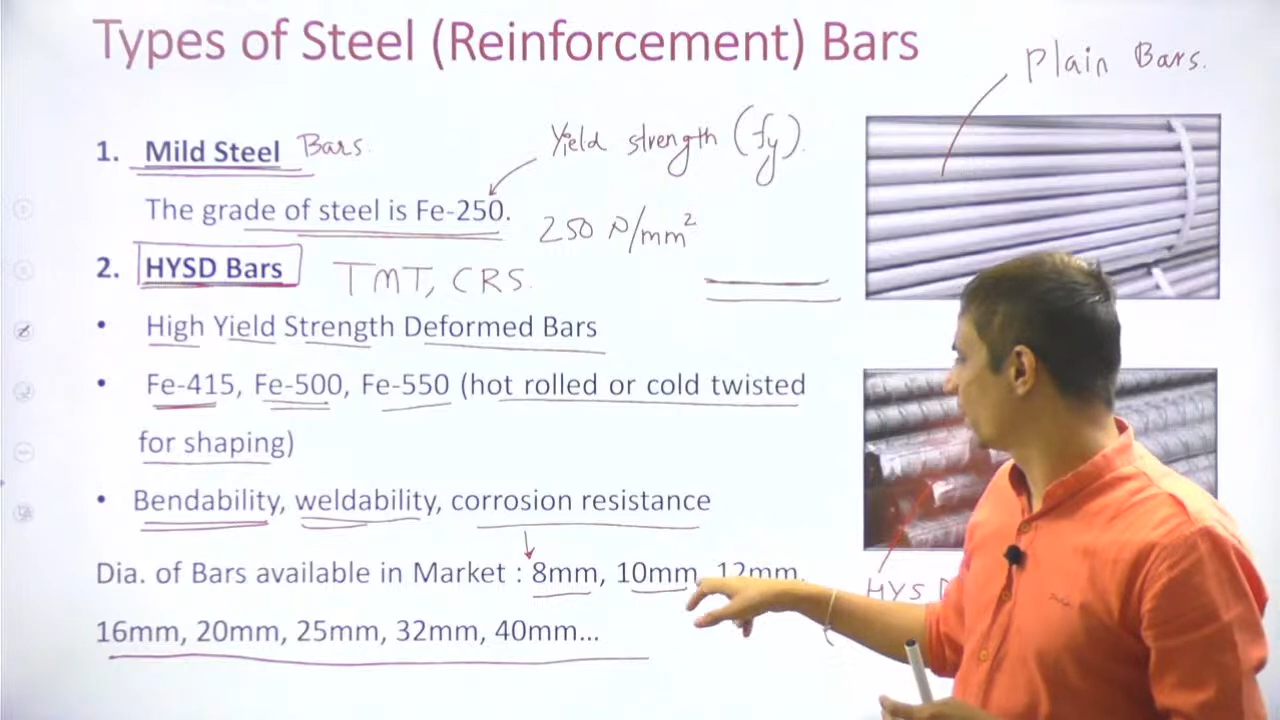 Types of Steel (Reinforcement) Bars
Plain Bars.
1. Mild Steel Bars.
Yield strength (fy).
The grade of steel is Fe-250.
250 N/mm²
2. HYSD Bars
TMT, CRS.
• High Yield Strength Deformed Bars
• Fe-415, Fe-500, Fe-550 (hot rolled or cold twisted
for shaping)
• Bendability, weldability, corrosion resistance
Dia. of Bars available in Market : 8mm, 10mm, 12mm,
HYS
16mm, 20mm, 25mm, 32mm, 40mm...